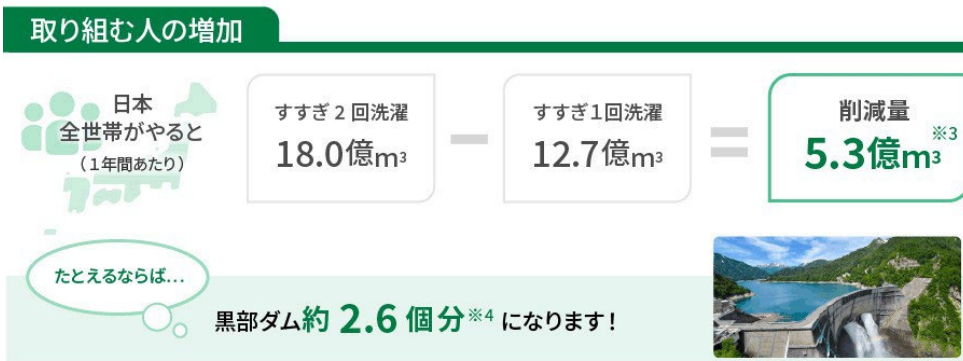 取り組む人の増加
日本
全世帯がやると
（1年間あたり）
すすぎ2回洗濯
18.0億m³
−
すすぎ1回洗濯
12.7億m³
=
削減量
5.3億m³ ※3
たとえるならば…
黒部ダム約2.6個分※4になります！